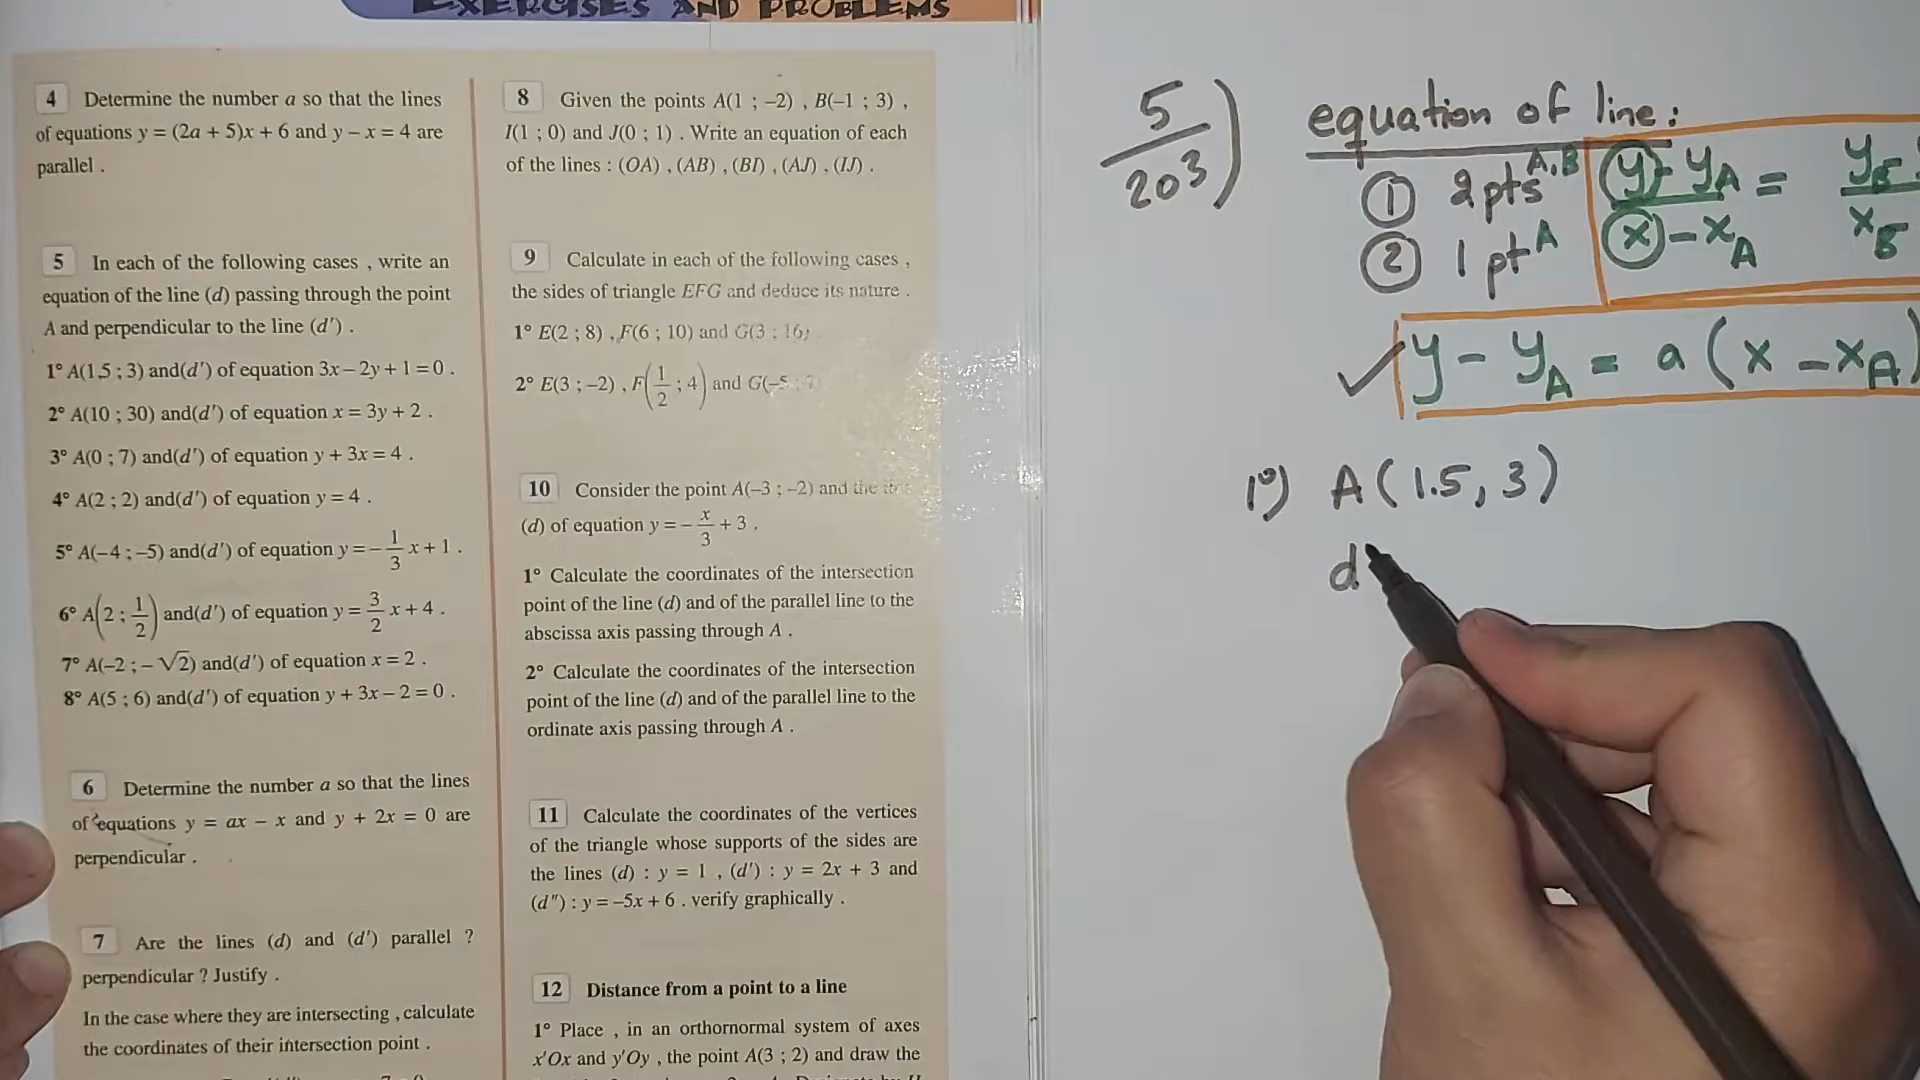 EXERCISES AND PROBLEMS
4 Determine the number a so that the lines
of equations y = (2a + 5)x + 6 and y – x = 4 are
parallel .
5 In each of the following cases , write an
equation of the line (d) passing through the point
A and perpendicular to the line (d′) .
1° A(1.5 ; 3) and(d′) of equation 3x – 2y + 1 = 0 .
2° A(10 ; 30) and(d′) of equation x = 3y + 2 .
3° A(0 ; 7) and(d′) of equation y + 3x = 4 .
4° A(2 ; 2) and(d′) of equation y = 4 .
5° A(–4 ; –5) and(d′) of equation y = – 1/3 x + 1 .
6° A(2 ; 1/2) and(d′) of equation y = 3/2 x + 4 .
7° A(–2 ; – √2) and(d′) of equation x = 2 .
8° A(5 ; 6) and(d′) of equation y + 3x – 2 = 0 .
6 Determine the number a so that the lines
of equations y = ax – x and y + 2x = 0 are
perpendicular .
7 Are the lines (d) and (d′) parallel ?
perpendicular ? Justify .
In the case where they are intersecting , calculate
the coordinates of their intersection point .
8 Given the points A(1 ; –2) , B(–1 ; 3) ,
I(1 ; 0) and J(0 ; 1) . Write an equation of each
of the lines : (OA) , (AB) , (BI) , (AJ) , (IJ) .
9 Calculate in each of the following cases ,
the sides of triangle EFG and deduce its nature .
1° E(2 ; 8) , F(6 ; 10) and G(3 ; 16)
2° E(3 ; –2) , F(1/2 ; 4) and G(–5 ; 7)
10 Consider the point A(–3 ; –2) and the line
(d) of equation y = – x/3 + 3 .
1° Calculate the coordinates of the intersection
point of the line (d) and of the parallel line to the
abscissa axis passing through A .
2° Calculate the coordinates of the intersection
point of the line (d) and of the parallel line to the
ordinate axis passing through A .
11 Calculate the coordinates of the vertices
of the triangle whose supports of the sides are
the lines (d) : y = 1 , (d′) : y = 2x + 3 and
(d″) : y = –5x + 6 . verify graphically .
12 Distance from a point to a line
1° Place , in an orthonormal system of axes
x′Ox and y′Oy , the point A(3 ; 2) and draw the
5/203) equation of line:
① 2pts A,B y - yA / x - xA = yB / xB
② 1 pt A
✓ y - yA = a (x - xA)
1°) A(1.5, 3)
d